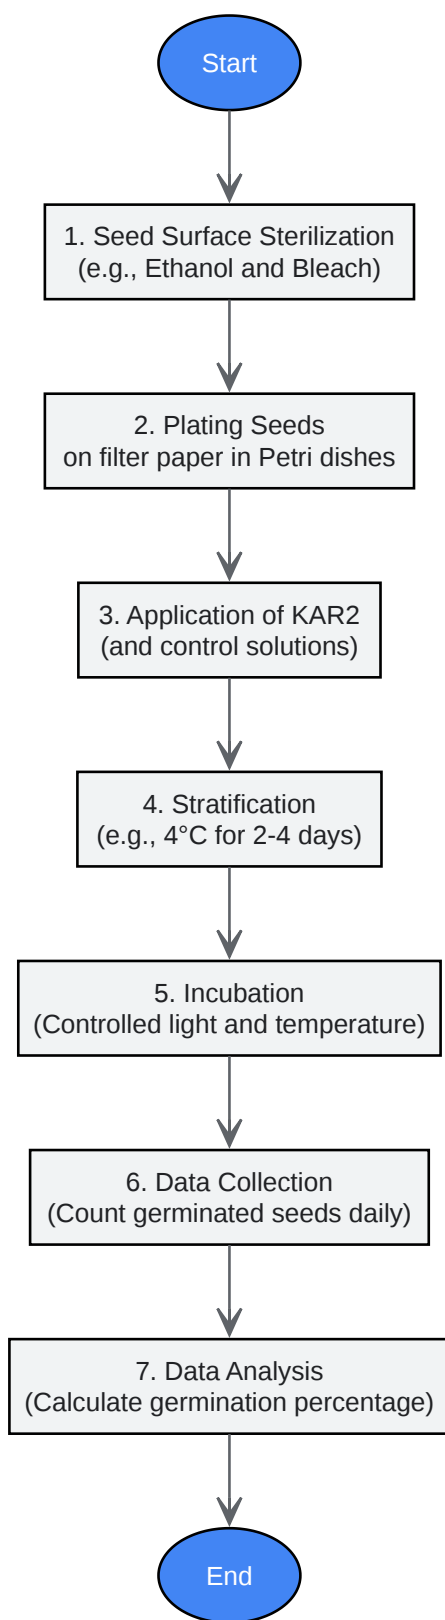 Start
1. Seed Surface Sterilization
(e.g., Ethanol and Bleach)
2. Plating Seeds
on filter paper in Petri dishes
3. Application of KAR2
(and control solutions)
4. Stratification
(e.g., 4°C for 2-4 days)
5. Incubation
(Controlled light and temperature)
6. Data Collection
(Count germinated seeds daily)
7. Data Analysis
(Calculate germination percentage)
End